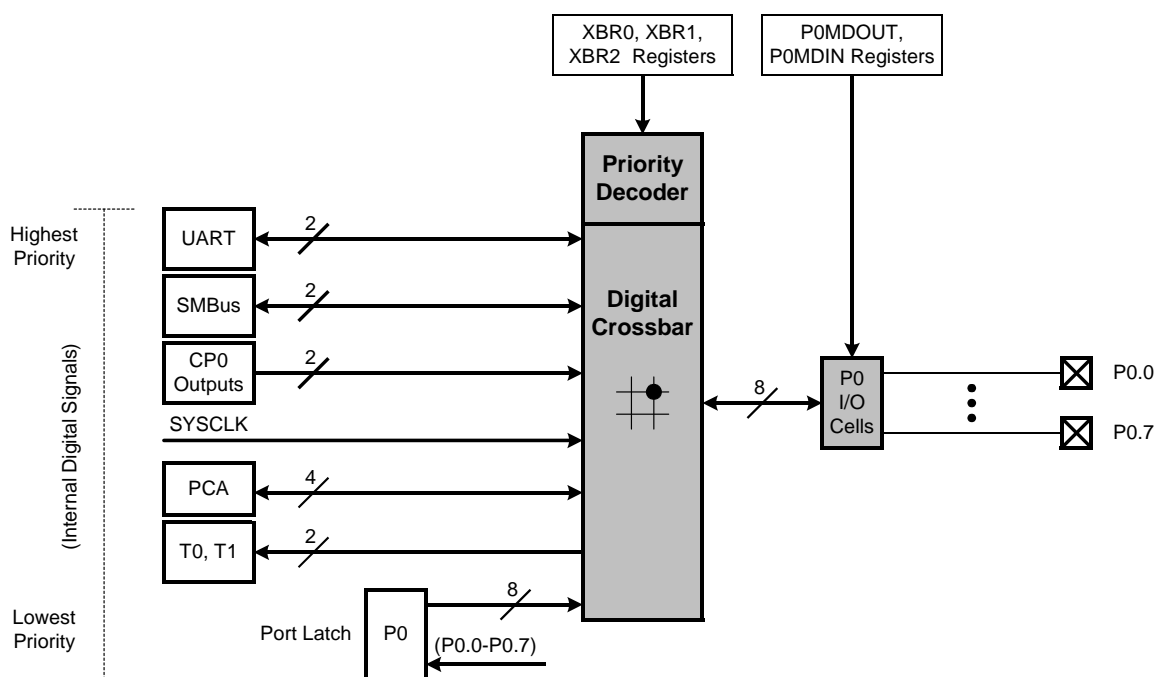 XBR0, XBR1,
XBR2 Registers
P0MDOUT,
P0MDIN Registers
Priority
Decoder
Highest
Priority
UART
2
SMBus
2
Digital
Crossbar
CP0
Outputs
2
(Internal Digital Signals)
SYSCLK
8
P0
I/O
Cells
P0.0
P0.7
PCA
4
T0, T1
2
Lowest
Priority
Port Latch
P0
8
(P0.0-P0.7)